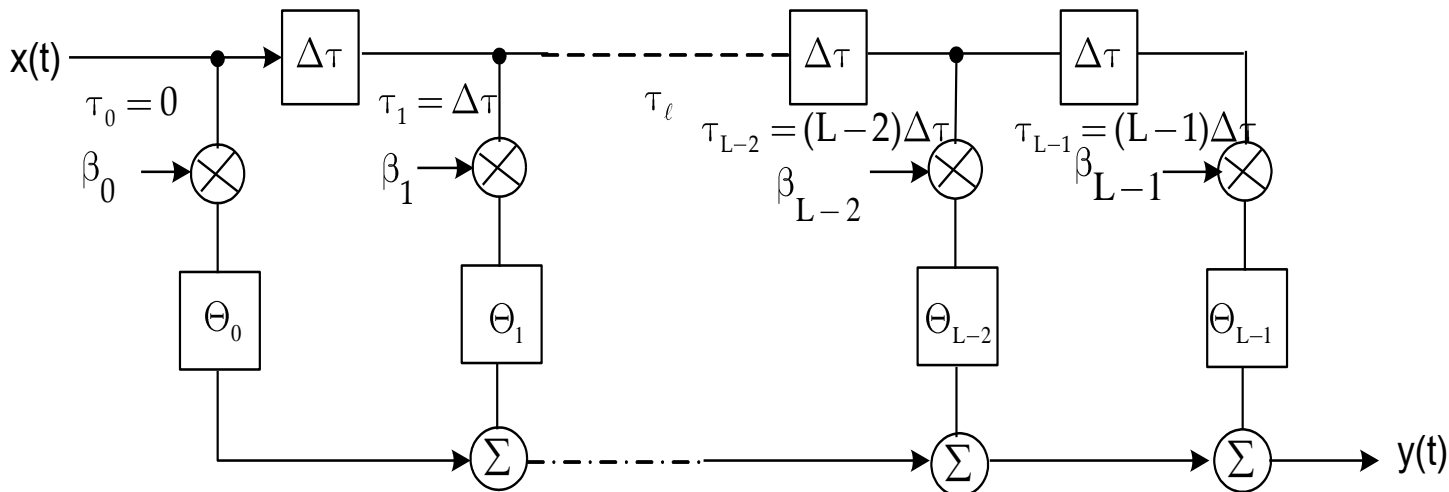 x(t) Δτ Δτ Δτ
τ₀ = 0 τ₁ = Δτ τ_ℓ
τ_{L−2} = (L−2)Δτ τ_{L−1} = (L−1)Δτ
β₀ β₁ β_{L−2} β_{L−1}
Θ₀ Θ₁ Θ_{L−2} Θ_{L−1}
Σ Σ Σ y(t)